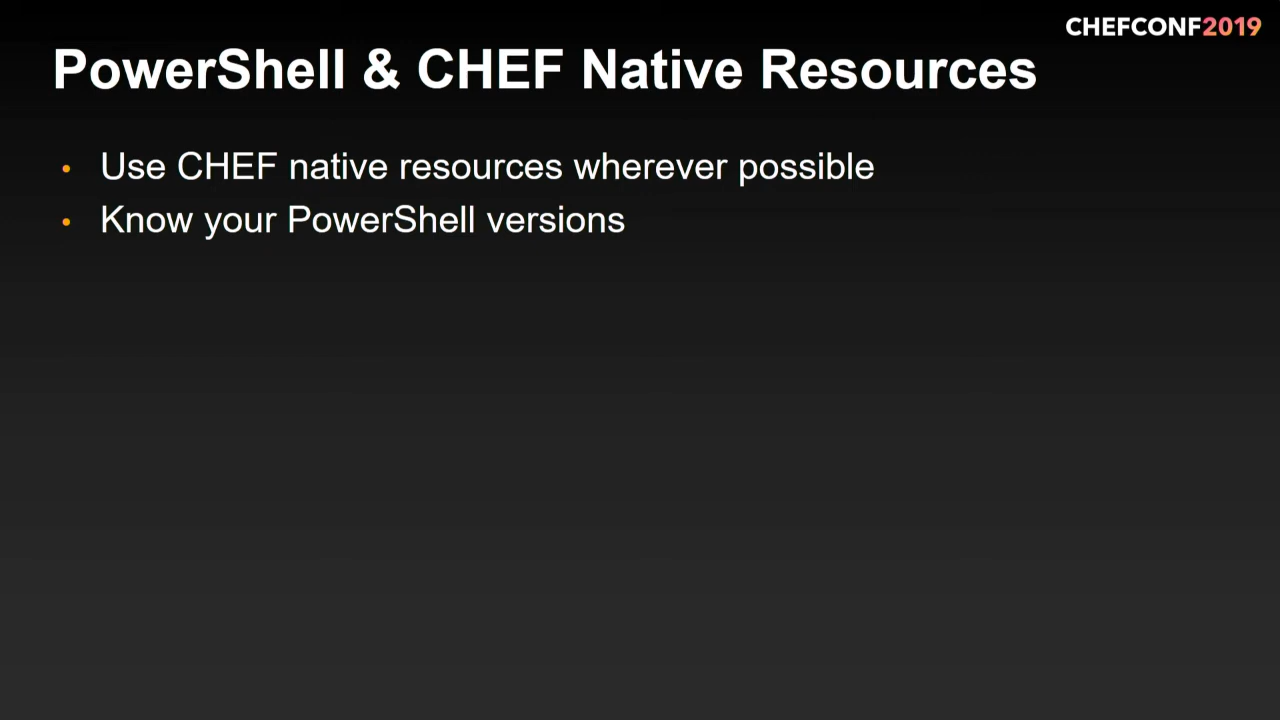 CHEFCONF2019
PowerShell & CHEF Native Resources
• Use CHEF native resources wherever possible
• Know your PowerShell versions